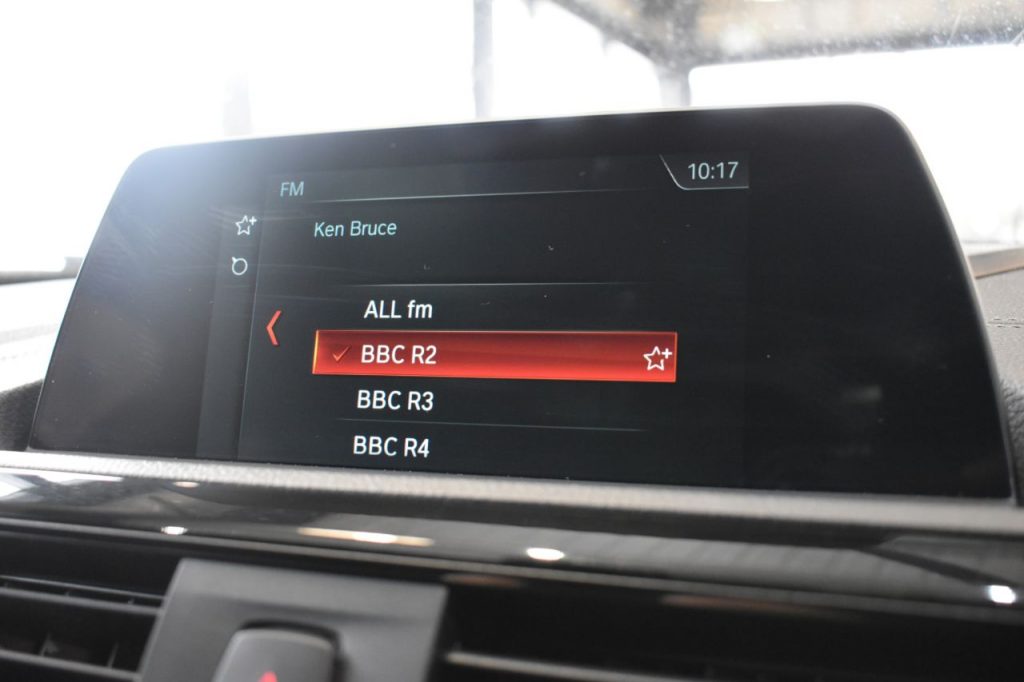 FM
10:17
Ken Bruce
ALL fm
BBC R2
BBC R3
BBC R4